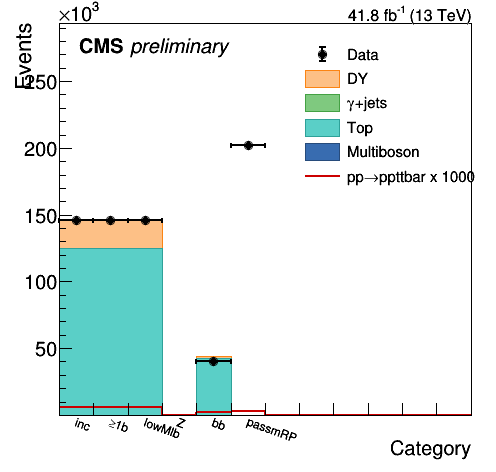 ×10³
41.8 fb⁻¹ (13 TeV)
Events
CMS preliminary
Data
DY
γ+jets
Top
Multiboson
pp→ppttbar x 1000
250
200
150
100
50
inc
≥1b
lowMlb
Z
bb
passmRP
Category